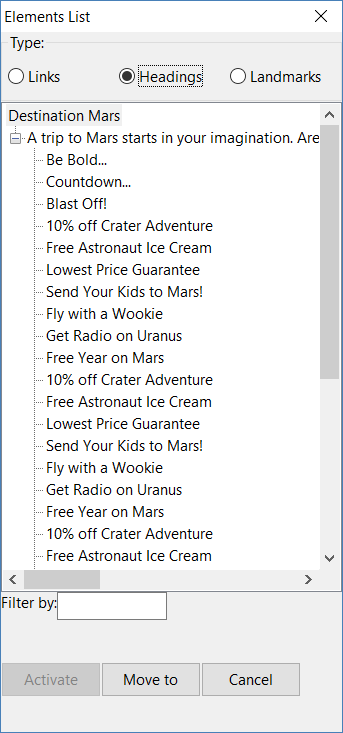 Elements List
Type:
Links Headings Landmarks
Destination Mars
A trip to Mars starts in your imagination. Are
Be Bold...
Countdown...
Blast Off!
10% off Crater Adventure
Free Astronaut Ice Cream
Lowest Price Guarantee
Send Your Kids to Mars!
Fly with a Wookie
Get Radio on Uranus
Free Year on Mars
10% off Crater Adventure
Free Astronaut Ice Cream
Lowest Price Guarantee
Send Your Kids to Mars!
Fly with a Wookie
Get Radio on Uranus
Free Year on Mars
10% off Crater Adventure
Free Astronaut Ice Cream
Filter by:
Activate Move to Cancel